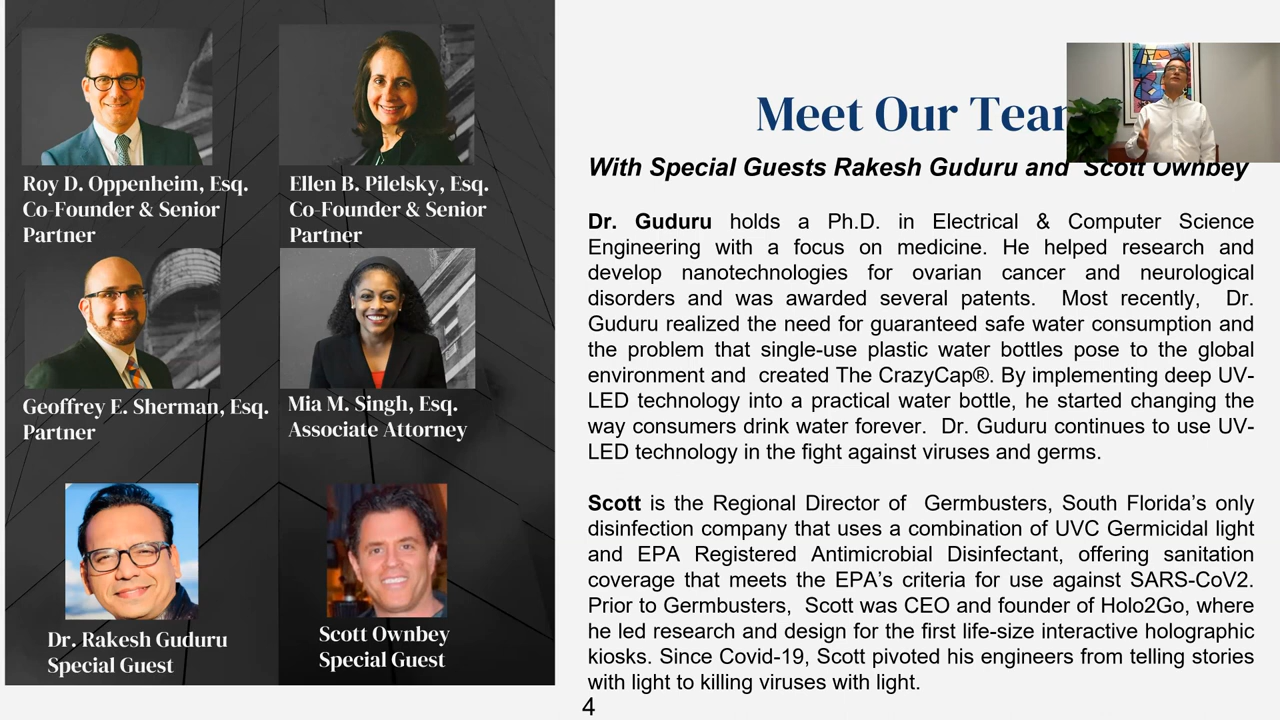 Roy D. Oppenheim, Esq.
Co-Founder & Senior
Partner
Ellen B. Pilelsky, Esq.
Co-Founder & Senior
Partner
Geoffrey E. Sherman, Esq.
Partner
Mia M. Singh, Esq.
Associate Attorney
Dr. Rakesh Guduru
Special Guest
Scott Ownbey
Special Guest
Meet Our Tea
With Special Guests Rakesh Guduru and Scott Ownbey
Dr. Guduru holds a Ph.D. in Electrical & Computer Science
Engineering with a focus on medicine. He helped research and
develop nanotechnologies for ovarian cancer and neurological
disorders and was awarded several patents. Most recently, Dr.
Guduru realized the need for guaranteed safe water consumption and
the problem that single-use plastic water bottles pose to the global
environment and created The CrazyCap®. By implementing deep UV-
LED technology into a practical water bottle, he started changing the
way consumers drink water forever. Dr. Guduru continues to use UV-
LED technology in the fight against viruses and germs.
Scott is the Regional Director of Germbusters, South Florida's only
disinfection company that uses a combination of UVC Germicidal light
and EPA Registered Antimicrobial Disinfectant, offering sanitation
coverage that meets the EPA's criteria for use against SARS-CoV2.
Prior to Germbusters, Scott was CEO and founder of Holo2Go, where
he led research and design for the first life-size interactive holographic
kiosks. Since Covid-19, Scott pivoted his engineers from telling stories
with light to killing viruses with light.
4